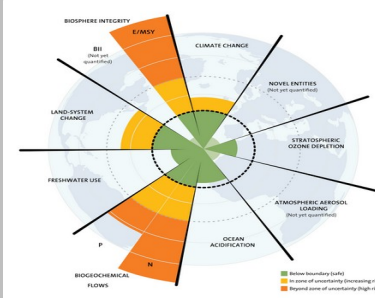 BIOSPHERE INTEGRITY
E/MSY
BII
(Not yet
quantified)
CLIMATE CHANGE
NOVEL ENTITIES
(Not yet quantified)
LAND-SYSTEM
CHANGE
STRATOSPHERIC
OZONE DEPLETION
FRESHWATER USE
ATMOSPHERIC AEROSOL
LOADING
(Not yet quantified)
P
N
OCEAN
ACIDIFICATION
BIOGEOCHEMICAL
FLOWS
Below boundary (safe)
In zone of uncertainty (increasing r
Beyond zone of uncertainty (high ri